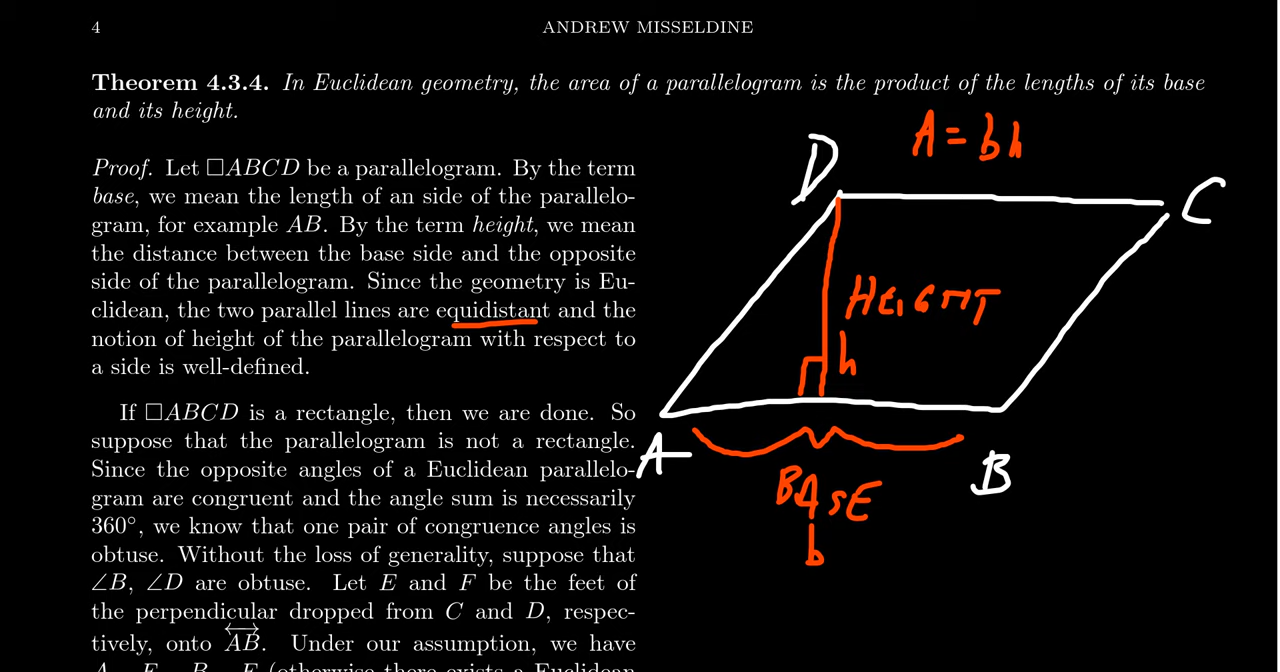 4
ANDREW MISSELDINE
Theorem 4.3.4. In Euclidean geometry, the area of a parallelogram is the product of the lengths of its base
and its height.
Proof. Let □ABCD be a parallelogram. By the term
base, we mean the length of an side of the parallelo-
gram, for example AB. By the term height, we mean
the distance between the base side and the opposite
side of the parallelogram. Since the geometry is Eu-
clidean, the two parallel lines are equidistant and the
notion of height of the parallelogram with respect to
a side is well-defined.
If □ABCD is a rectangle, then we are done. So
suppose that the parallelogram is not a rectangle.
Since the opposite angles of a Euclidean parallelo-
gram are congruent and the angle sum is necessarily
360°, we know that one pair of congruence angles is
obtuse. Without the loss of generality, suppose that
∠B, ∠D are obtuse. Let E and F be the feet of
the perpendicular dropped from C and D, respec-
tively, onto AB. Under our assumption, we have
(otherwise there exists a Euclidean
A = bh
D
C
HEIGHT
h
A
B
BASE
b